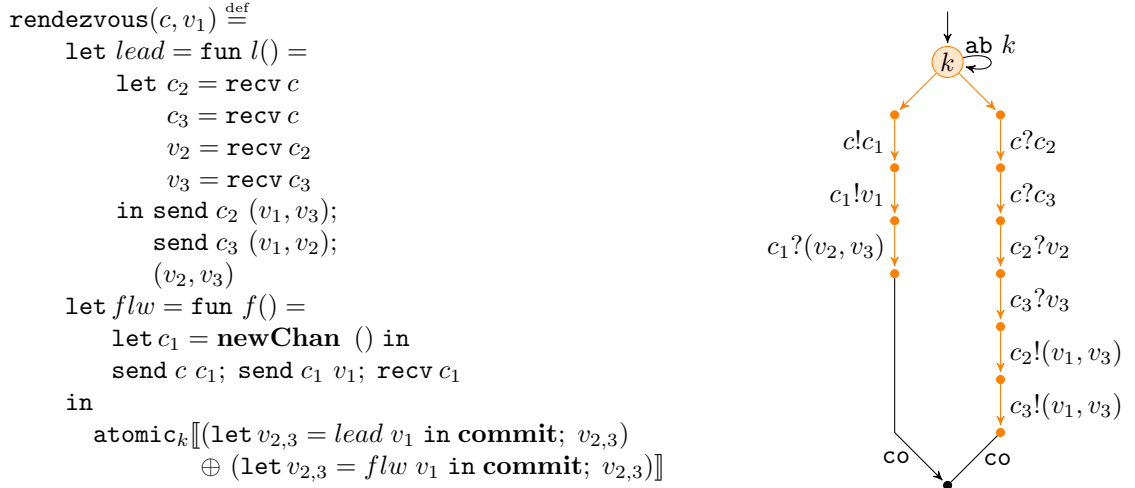 rendezvous(c, v₁) ≝
let lead = fun l() =
let c₂ = recv c
c₃ = recv c
v₂ = recv c₂
v₃ = recv c₃
in send c₂ (v₁, v₃);
send c₃ (v₁, v₂);
(v₂, v₃)
let flw = fun f() =
let c₁ = newChan () in
send c c₁; send c₁ v₁; recv c₁
in
atomicₖ⟦(let v₂,₃ = lead v₁ in commit; v₂,₃)
⊕ (let v₂,₃ = flw v₁ in commit; v₂,₃)⟧
ab k
k
c!c₁
c₁!v₁
c₁?(v₂, v₃)
c?c₂
c?c₃
c₂?v₂
c₃?v₃
c₂!(v₁, v₃)
c₃!(v₁, v₃)
co
co